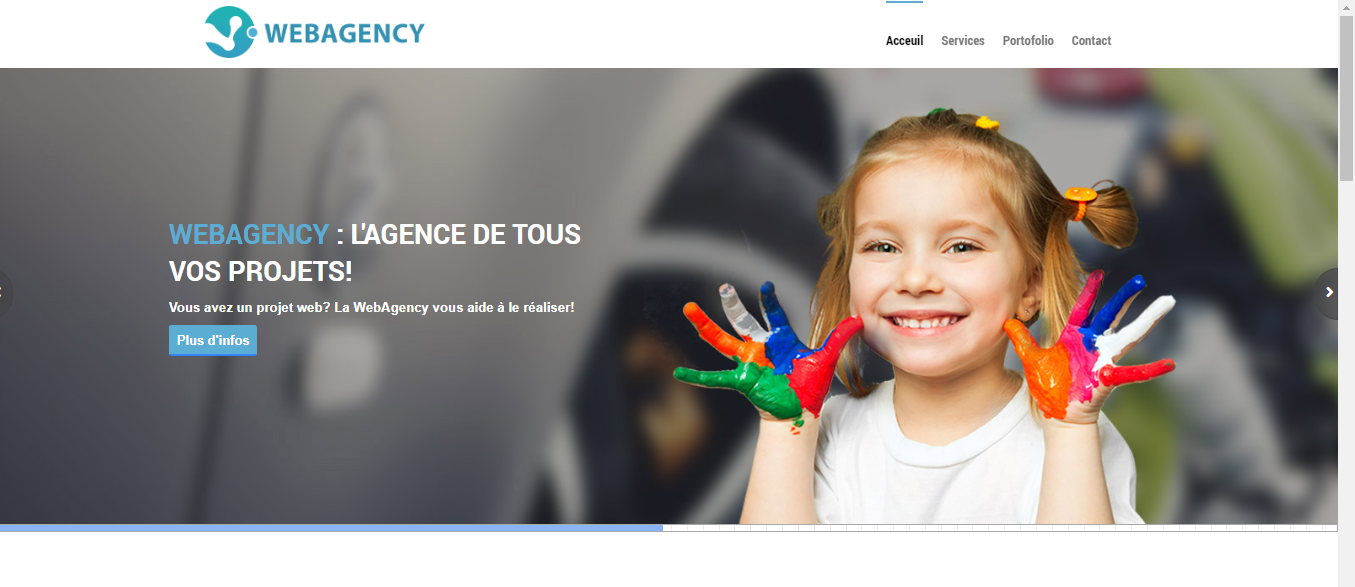 WEBAGENCY
Acceuil Services Portofolio Contact
WEBAGENCY : L'AGENCE DE TOUS
VOS PROJETS!
Vous avez un projet web? La WebAgency vous aide à le réaliser!
Plus d'infos